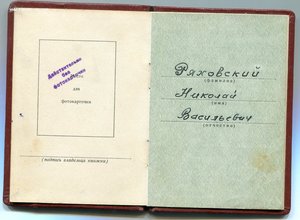 Действительно
без
фотокарточки
для
фотокарточки
(подпись владельца книжки)
Ряховский
(фамилия)
Николай
(имя)
Васильевич
(отчество)